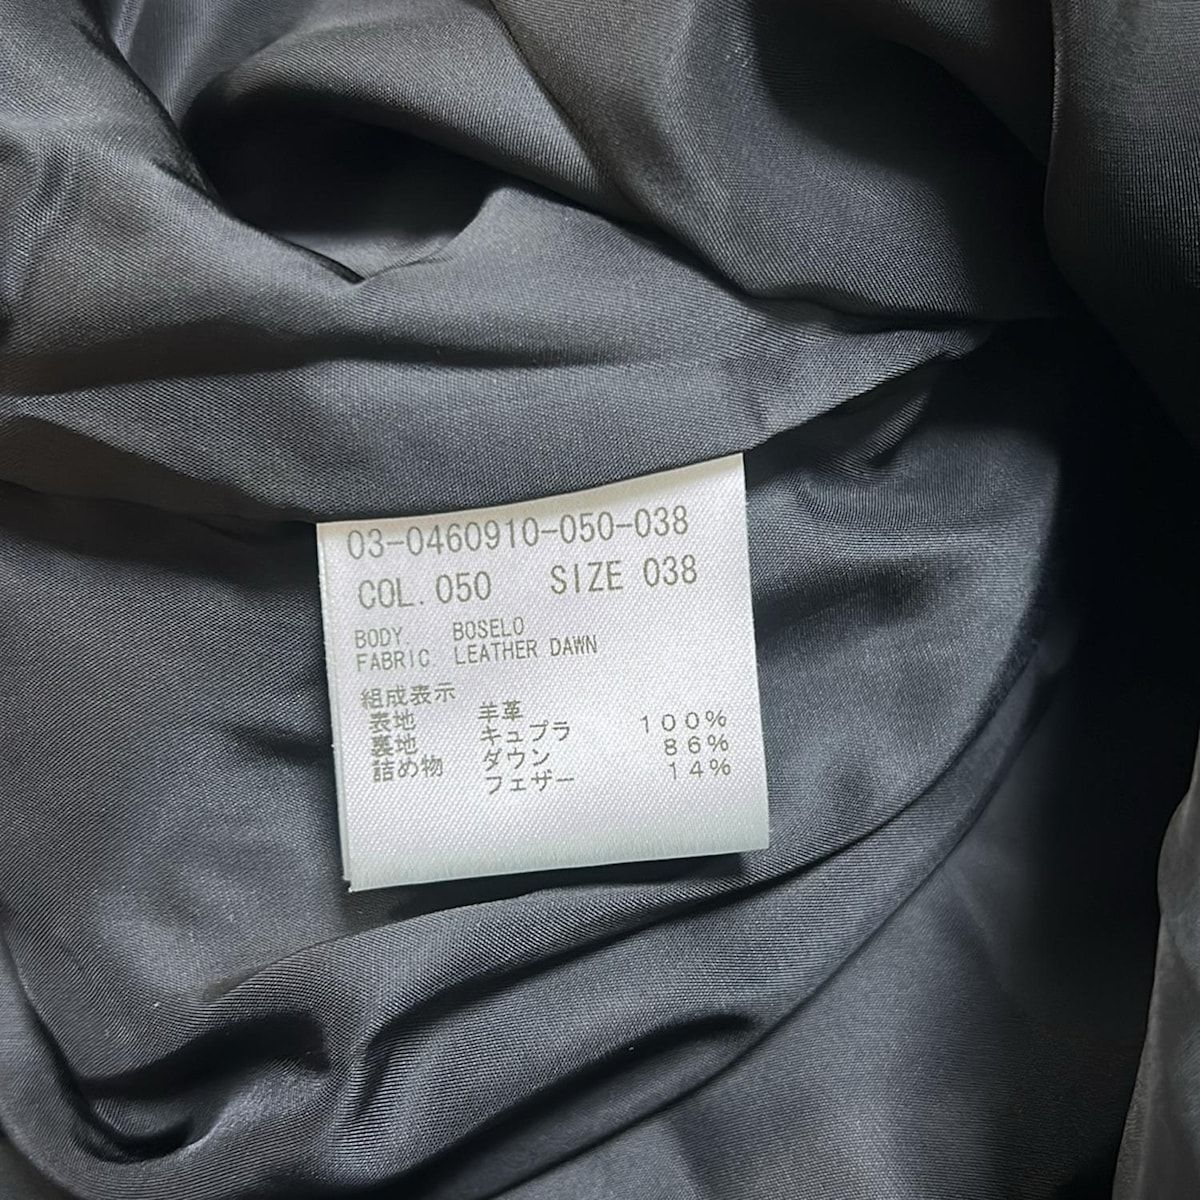 03-0460910-050-038
COL. 050 SIZE 038
BODY. BOSELO
FABRIC. LEATHER DAWN
組成表示
表地 羊革
裏地 キュプラ 100%
詰め物 ダウン 86%
フェザー 14%